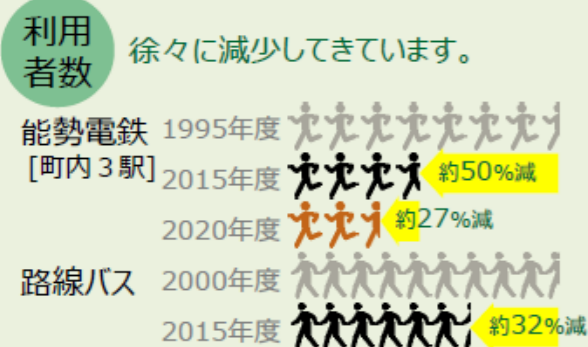 利用
者数
徐々に減少してきています。
能勢電鉄
[町内3駅]
1995年度
2015年度
約50%減
2020年度
約27%減
路線バス
2000年度
2015年度
約32%減